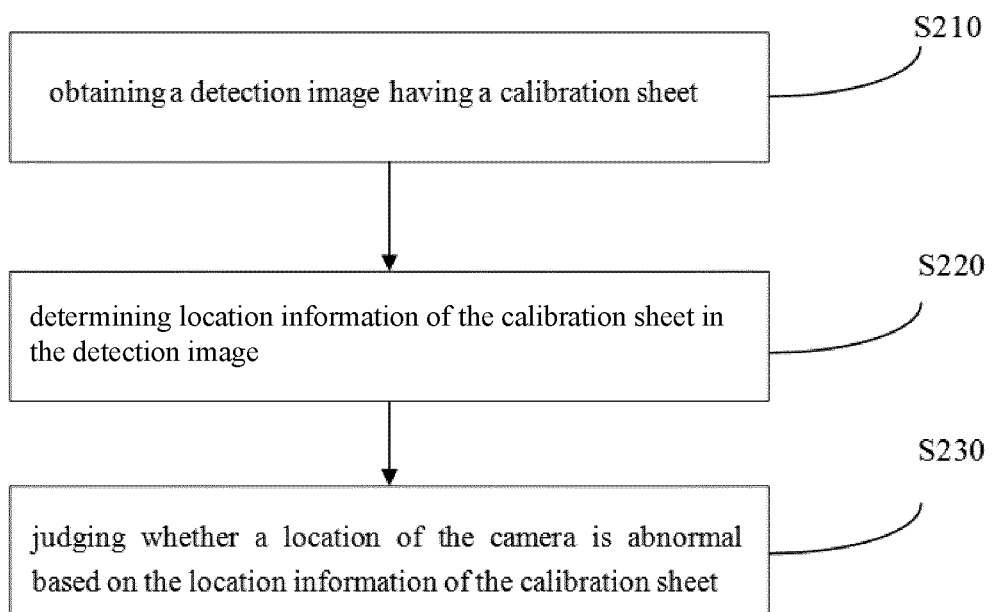 S210
obtaining a detection image having a calibration sheet
S220
determining location information of the calibration sheet in
the detection image
S230
judging whether a location of the camera is abnormal
based on the location information of the calibration sheet